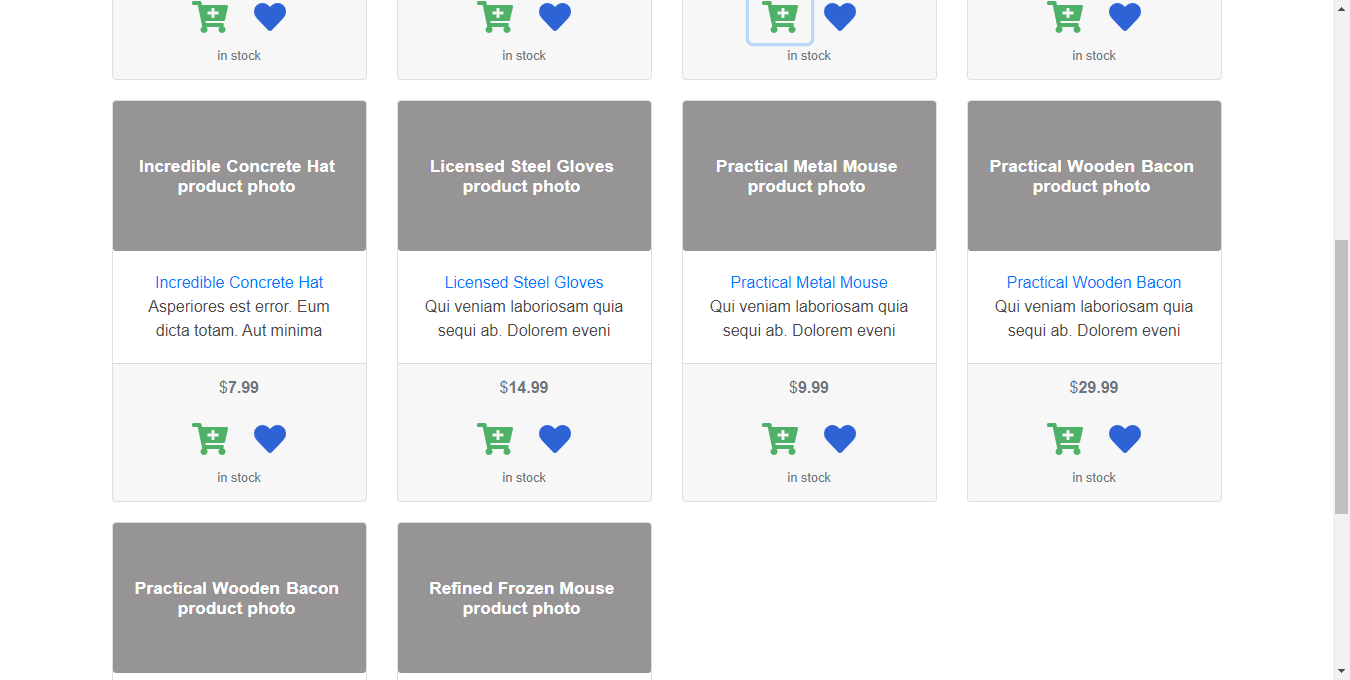 in stock
in stock
in stock
in stock
Incredible Concrete Hat
product photo
Licensed Steel Gloves
product photo
Practical Metal Mouse
product photo
Practical Wooden Bacon
product photo
Incredible Concrete Hat
Asperiores est error. Eum
dicta totam. Aut minima
Licensed Steel Gloves
Qui veniam laboriosam quia
sequi ab. Dolorem eveni
Practical Metal Mouse
Qui veniam laboriosam quia
sequi ab. Dolorem eveni
Practical Wooden Bacon
Qui veniam laboriosam quia
sequi ab. Dolorem eveni
$7.99
$14.99
$9.99
$29.99
in stock
in stock
in stock
in stock
Practical Wooden Bacon
product photo
Refined Frozen Mouse
product photo